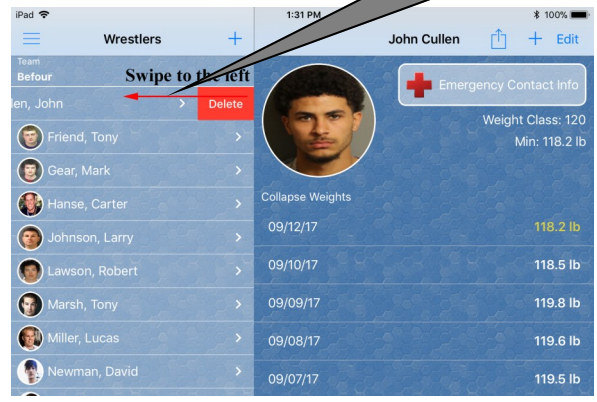 iPad 1:31 PM 100%
Wrestlers +
Team
Befour
Swipe to the left
len, John > Delete
Friend, Tony >
Gear, Mark >
Hanse, Carter >
Johnson, Larry >
Lawson, Robert >
Marsh, Tony >
Miller, Lucas >
Newman, David >
John Cullen + Edit
Emergency Contact Info
Weight Class: 120
Min: 118.2 lb
Collapse Weights
09/12/17 118.2 lb
09/10/17 118.5 lb
09/09/17 119.8 lb
09/08/17 119.6 lb
09/07/17 119.5 lb